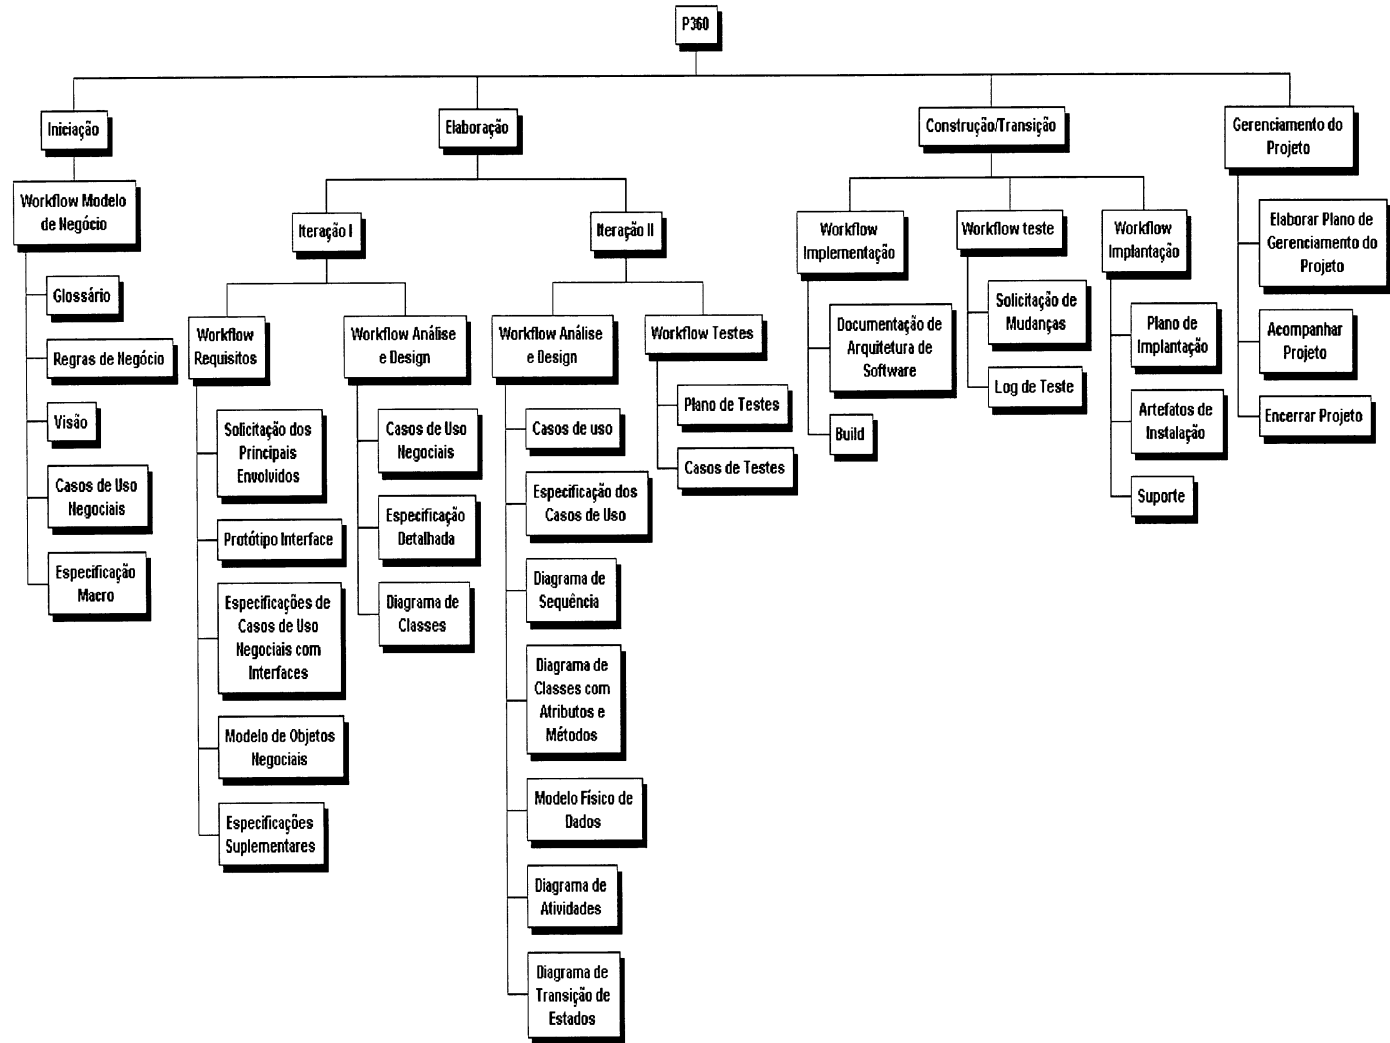 P360
Iniciação
Workflow Modelo
de Negócio
Glossário
Regras de Negócio
Visão
Casos de Uso
Negociais
Especificação
Macro
Elaboração
Iteração I
Workflow
Requisitos
Solicitação dos
Principais
Envolvidos
Protótipo Interface
Especificações de
Casos de Uso
Negociais com
Interfaces
Modelo de Objetos
Negociais
Especificações
Suplementares
Workflow Análise
e Design
Casos de Uso
Negociais
Especificação
Detalhada
Diagrama de
Classes
Iteração II
Workflow Análise
e Design
Casos de uso
Especificação dos
Casos de Uso
Diagrama de
Sequência
Diagrama de
Classes com
Atributos e
Métodos
Modelo Físico de
Dados
Diagrama de
Atividades
Diagrama de
Transição de
Estados
Workflow Testes
Plano de Testes
Casos de Testes
Construção/Transição
Workflow
Implementação
Documentação de
Arquitetura de
Software
Build
Workflow teste
Solicitação de
Mudanças
Log de Teste
Workflow
Implantação
Plano de
Implantação
Artefatos de
Instalação
Suporte
Gerenciamento do
Projeto
Elaborar Plano de
Gerenciamento do
Projeto
Acompanhar
Projeto
Encerrar Projeto